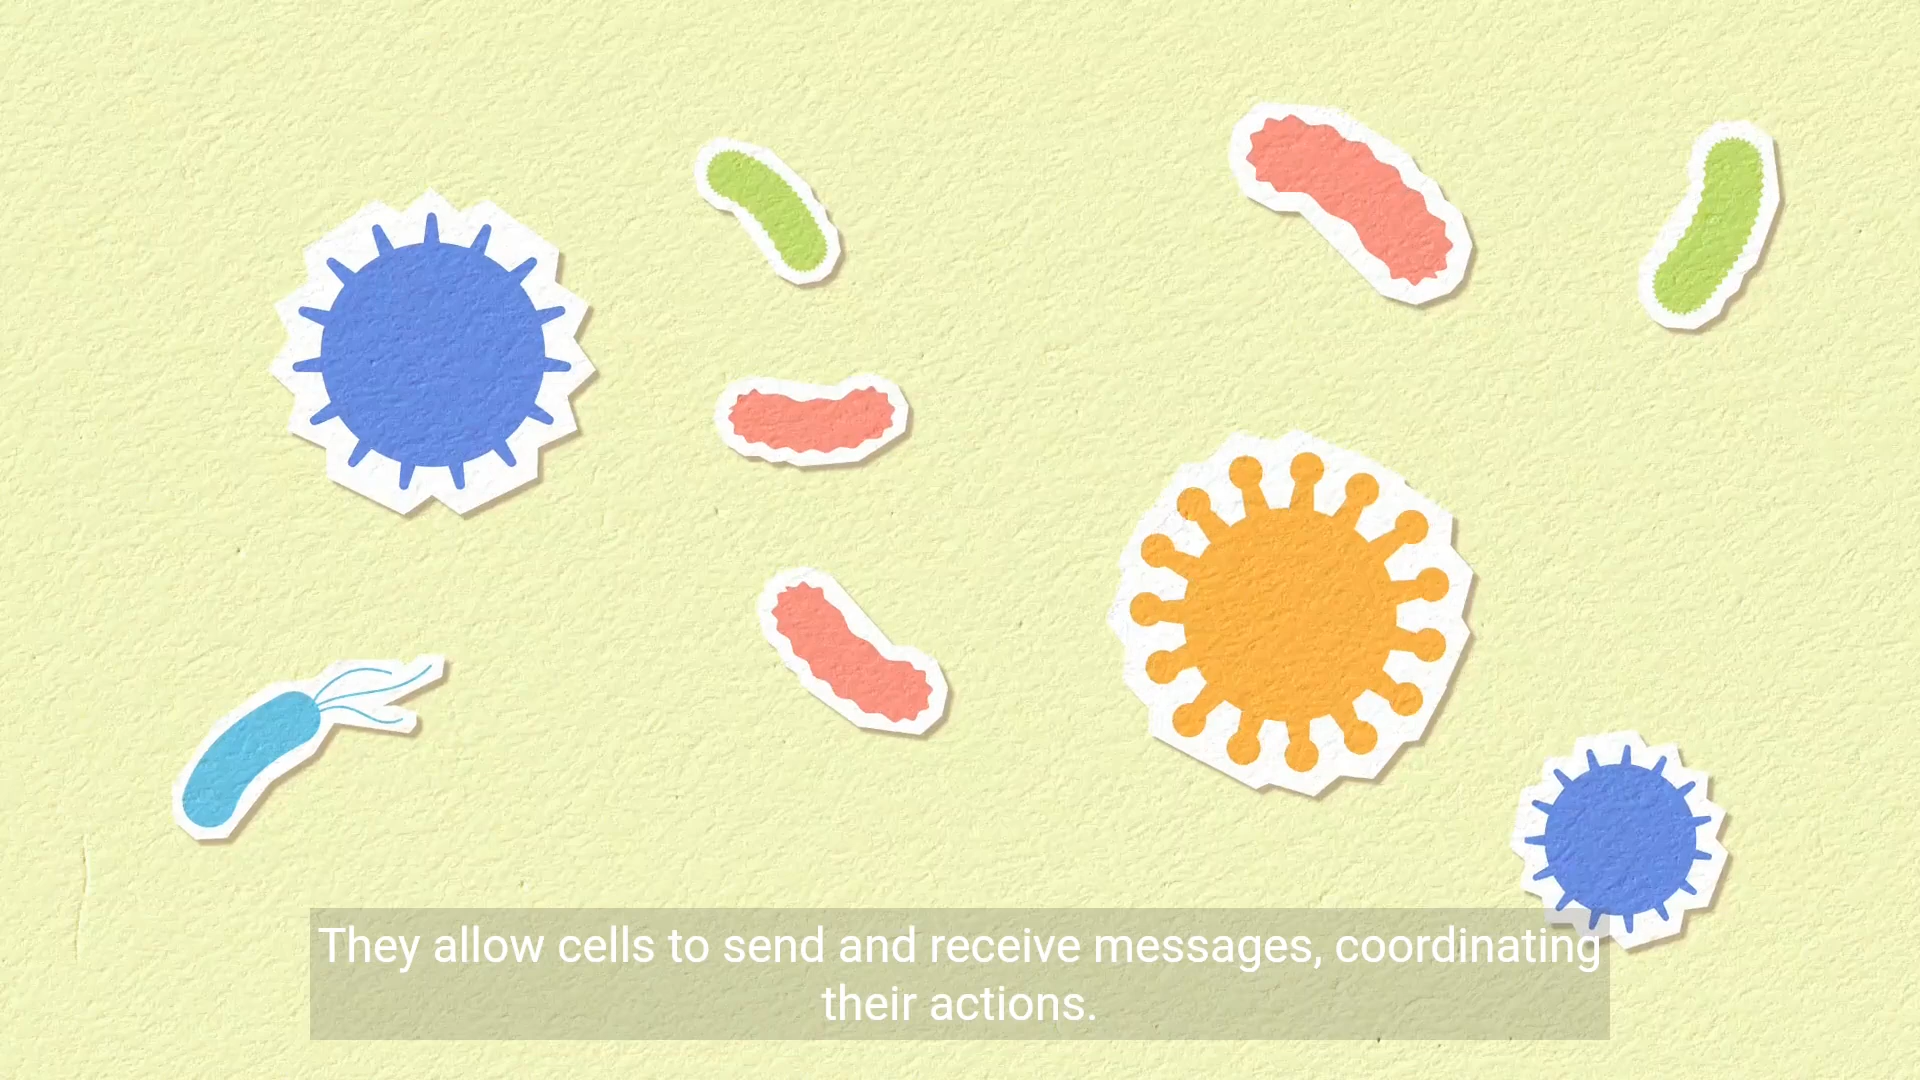 They allow cells to send and receive messages, coordinating
their actions.